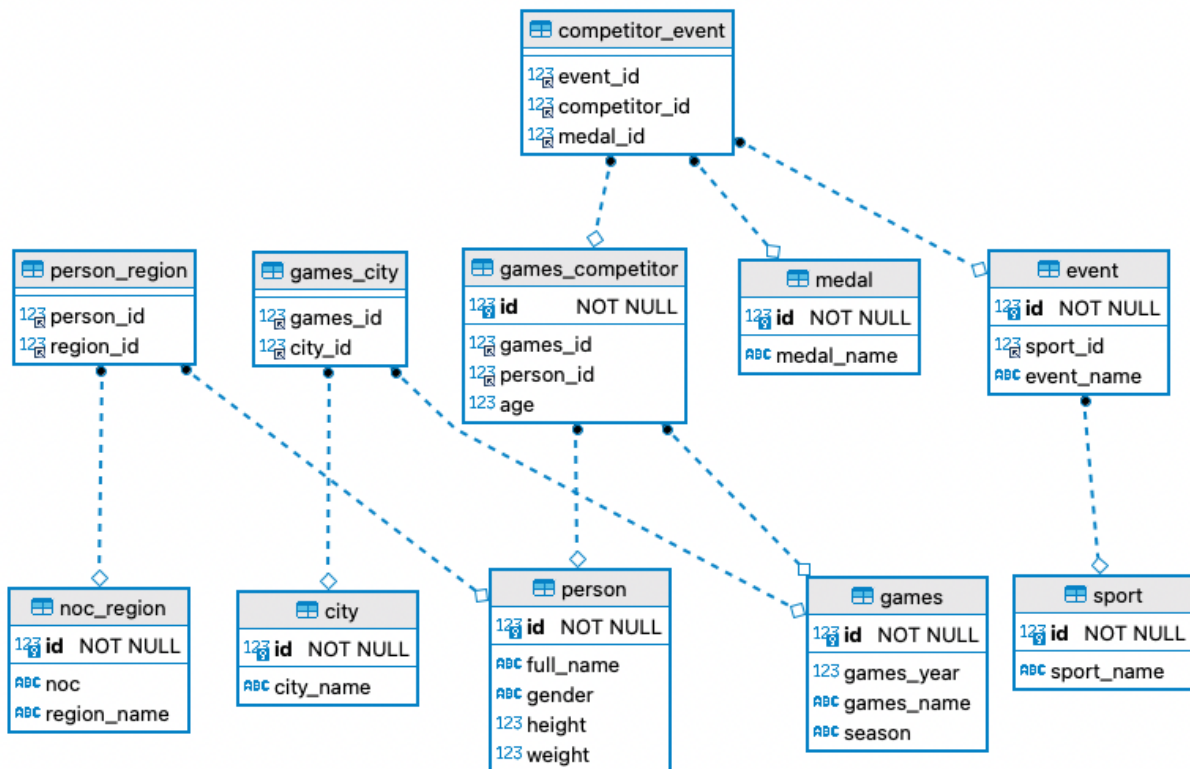 competitor_event
123 event_id
123 competitor_id
123 medal_id
person_region
123 person_id
123 region_id
games_city
123 games_id
123 city_id
games_competitor
123 id NOT NULL
123 games_id
123 person_id
123 age
medal
123 id NOT NULL
ABC medal_name
event
123 id NOT NULL
123 sport_id
ABC event_name
noc_region
123 id NOT NULL
ABC noc
ABC region_name
city
123 id NOT NULL
ABC city_name
person
123 id NOT NULL
ABC full_name
ABC gender
123 height
123 weight
games
123 id NOT NULL
123 games_year
ABC games_name
ABC season
sport
123 id NOT NULL
ABC sport_name